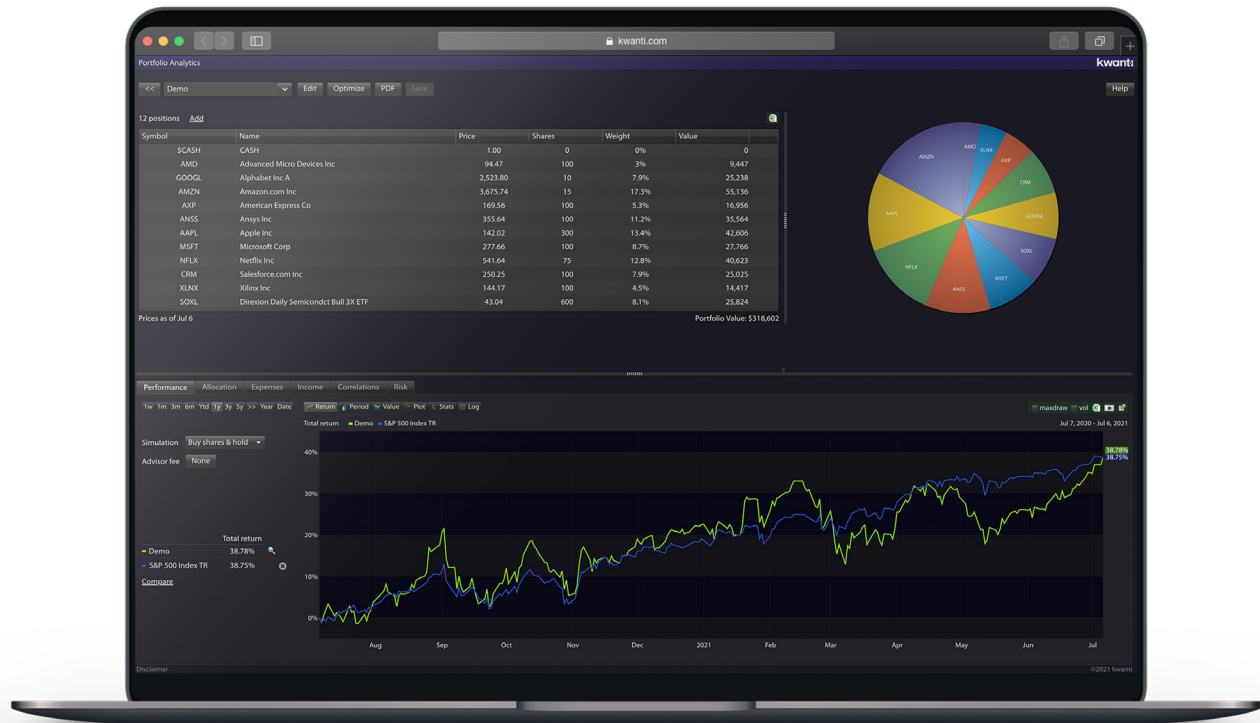 kwanti.com
Portfolio Analytics
kwanti
<< Demo Edit Optimize PDF Save Help
12 positions Add
Symbol Name Price Shares Weight Value
$CASH CASH 1.00 0 0% 0
AMD Advanced Micro Devices Inc 94.47 100 3% 9,447
GOOGL Alphabet Inc A 2,523.80 10 7.9% 25,238
AMZN Amazon.com Inc 3,675.74 15 17.3% 55,136
AXP American Express Co 169.56 100 5.3% 16,956
ANSS Ansys Inc 355.64 100 11.2% 35,564
AAPL Apple Inc 142.02 300 13.4% 42,606
MSFT Microsoft Corp 277.66 100 8.7% 27,766
NFLX Netflix Inc 541.64 75 12.8% 40,623
CRM Salesforce.com Inc 250.25 100 7.9% 25,025
XLNX Xilinx Inc 144.17 100 4.5% 14,417
SOXL Direxion Daily Semicondct Bull 3X ETF 43.04 600 8.1% 25,824
Prices as of Jul 6 Portfolio Value: $318,602
AMD
XLNX
AXP
CRM
GOOGL
SOXL
MSFT
ANSS
NFLX
AAPL
AMZN
Performance Allocation Expenses Income Correlations Risk
1w 1m 3m 6m Ytd 1y 3y 5y >> Year Date Return Period Value Plot Stats Log maxdraw vol
Total return Demo S&P 500 Index TR Jul 7, 2020 - Jul 6, 2021
Simulation Buy shares & hold
Advisor fee None
Total return
Demo 38.78%
S&P 500 Index TR 38.75%
Compare
40%
30%
20%
10%
0%
38.78%
38.75%
Aug Sep Oct Nov Dec 2021 Feb Mar Apr May Jun Jul
Disclaimer ©2021 kwanti